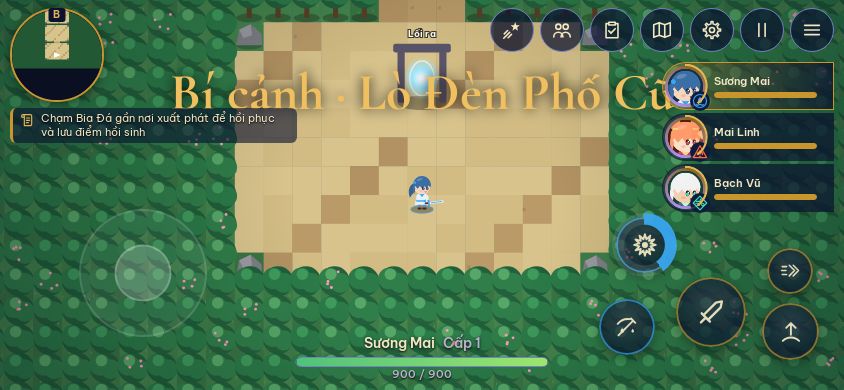 B
Lối ra
Sương Mai
Bí cảnh · Lò Đèn Phố Cũ
Chạm Bia Đá gần nơi xuất phát để hồi phục
và lưu điểm hồi sinh
Mai Linh
Bạch Vũ
Sương Mai Cấp 1
900 / 900